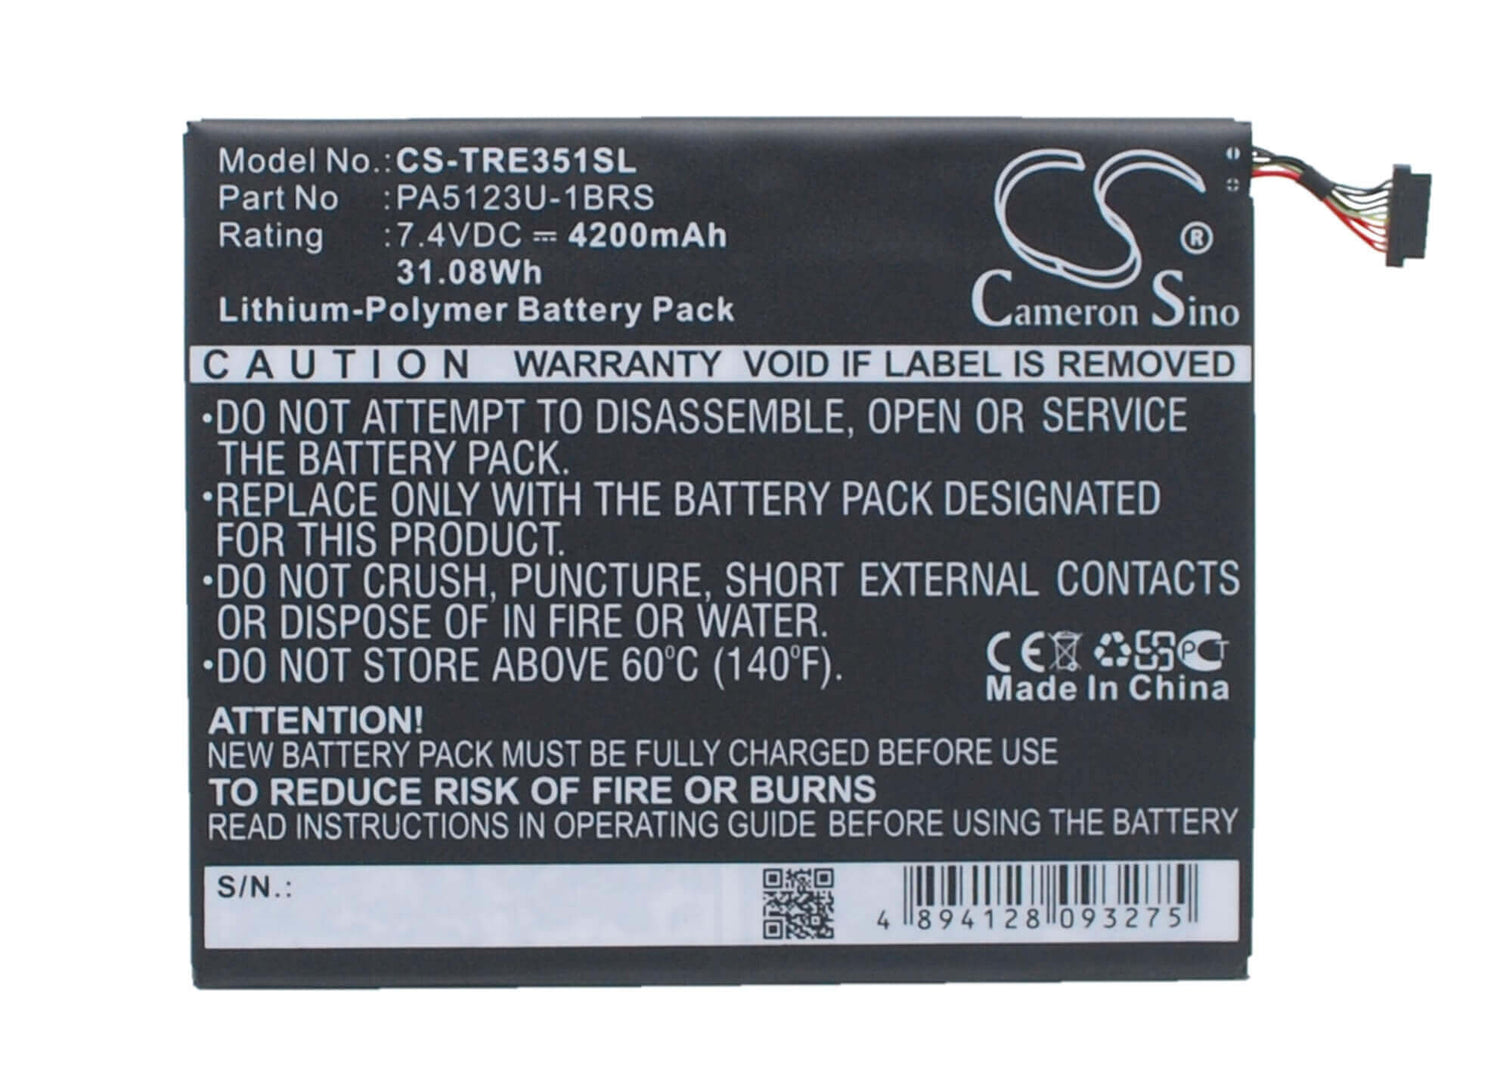 Model No.:CS-TRE351SL
Part No :PA5123U-1BRS
Rating :7.4VDC ⎓ 4200mAh
31.08Wh
Lithium-Polymer Battery Pack
CS®
Cameron Sino
CAUTION WARRANTY VOID IF LABEL IS REMOVED
•DO NOT ATTEMPT TO DISASSEMBLE, OPEN OR SERVICE
THE BATTERY PACK.
•REPLACE ONLY WITH THE BATTERY PACK DESIGNATED
FOR THIS PRODUCT.
•DO NOT CRUSH, PUNCTURE, SHORT EXTERNAL CONTACTS
OR DISPOSE OF IN FIRE OR WATER.
•DO NOT STORE ABOVE 60°C (140°F).
CE PCT
Made In China
ATTENTION!
NEW BATTERY PACK MUST BE FULLY CHARGED BEFORE USE
TO REDUCE RISK OF FIRE OR BURNS
READ INSTRUCTIONS IN OPERATING GUIDE BEFORE USING THE BATTERY
S/N.:
4 894128 093275